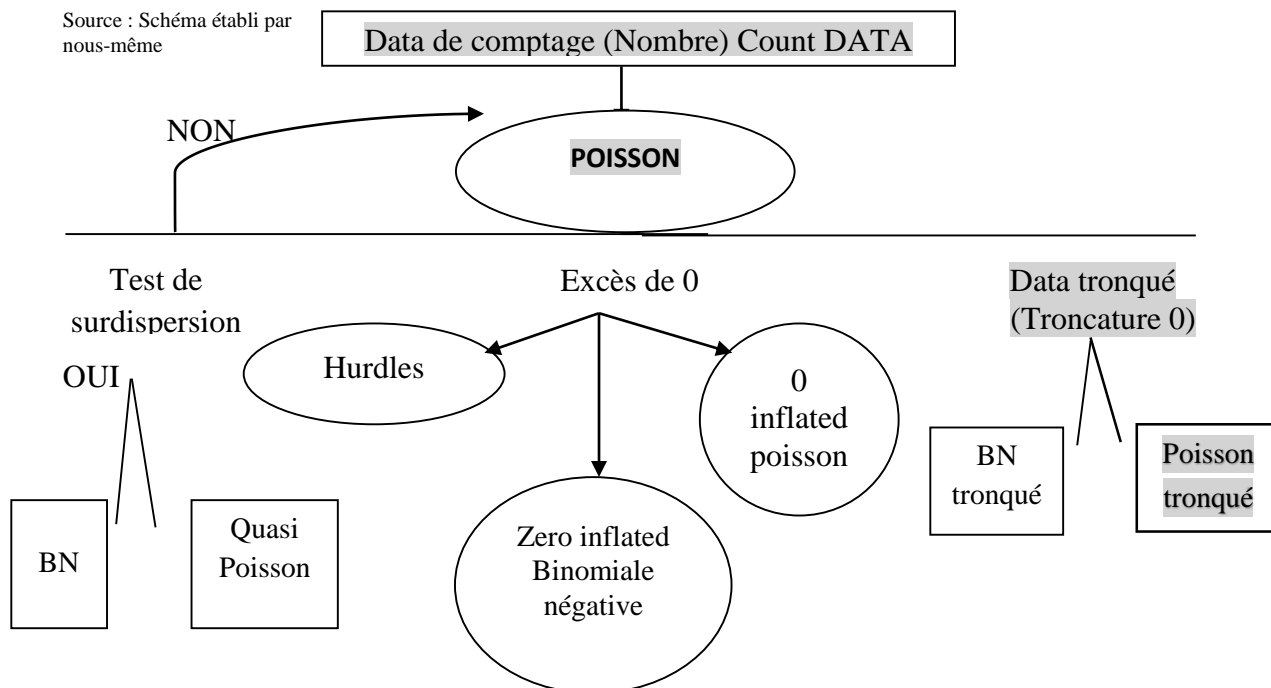 Source : Schéma établi par
nous-même
Data de comptage (Nombre) Count DATA
NON
POISSON
Test de
surdispersion
Excès de 0
Data tronqué
(Troncature 0)
OUI
Hurdles
0
inflated
poisson
BN
tronqué
Poisson
tronqué
BN
Quasi
Poisson
Zero inflated
Binomiale
négative